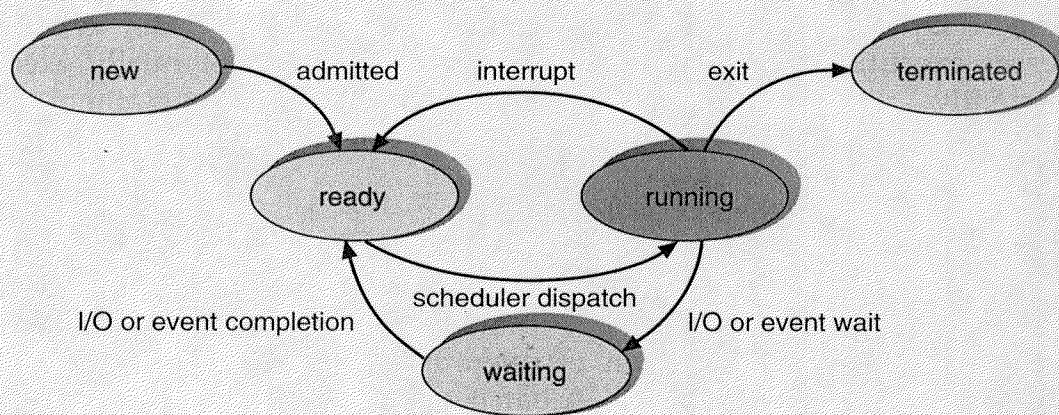 new
admitted
interrupt
exit
terminated
ready
running
scheduler dispatch
I/O or event completion
I/O or event wait
waiting